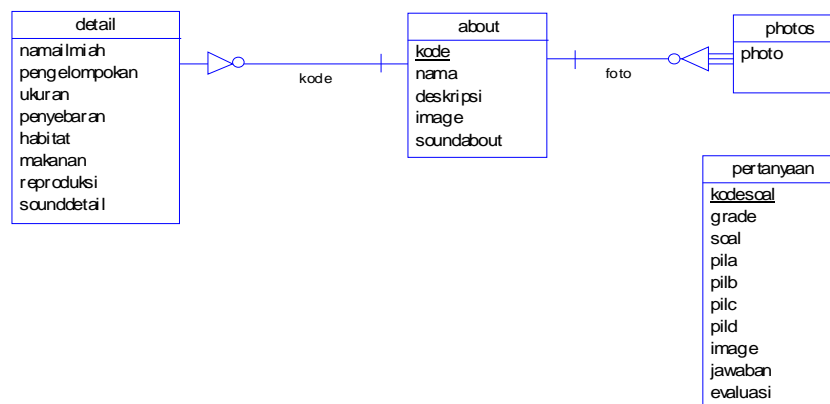 detail
namailmiah
pengelompokan
ukuran
penyebaran
habitat
makanan
reproduksi
sounddetail
kode
about
kode
nama
deskripsi
image
soundabout
foto
photos
photo
pertanyaan
kodesoal
grade
soal
pila
pilb
pilc
pild
image
jawaban
evaluasi